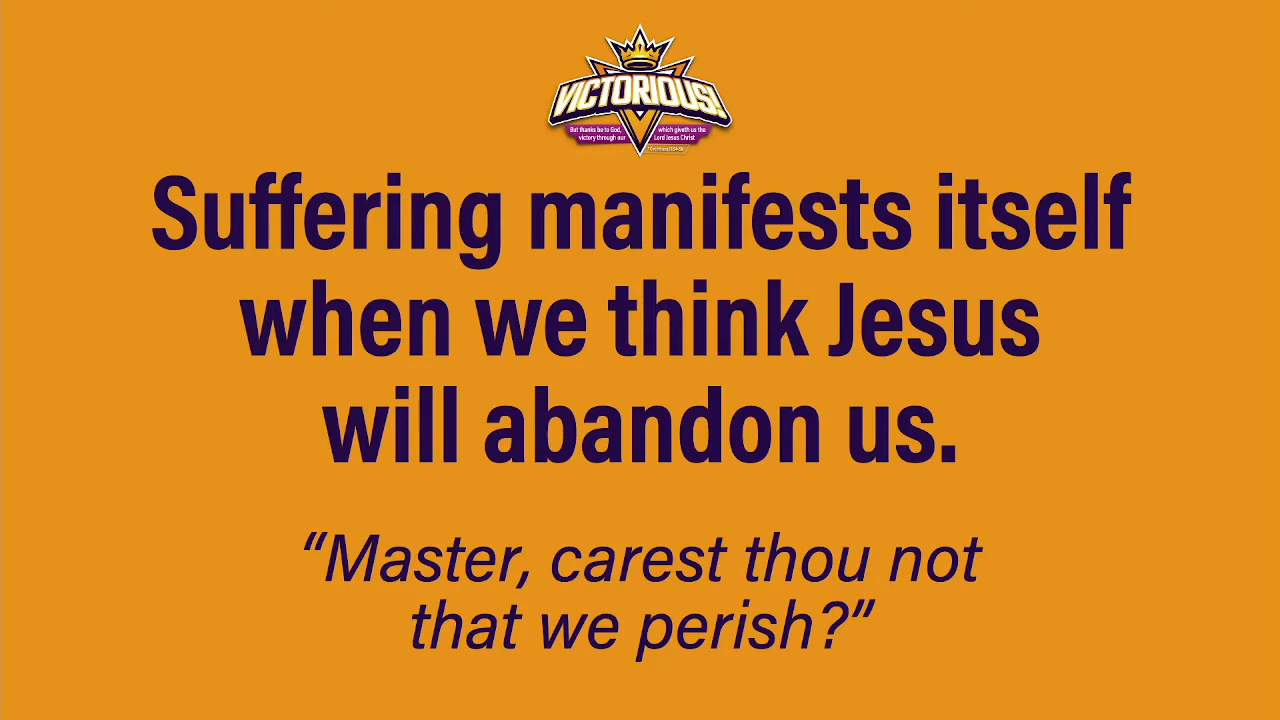 VICTORIOUS!
But thanks be to God, which giveth us the
victory through our Lord Jesus Christ
Suffering manifests itself
when we think Jesus
will abandon us.
“Master, carest thou not
that we perish?”